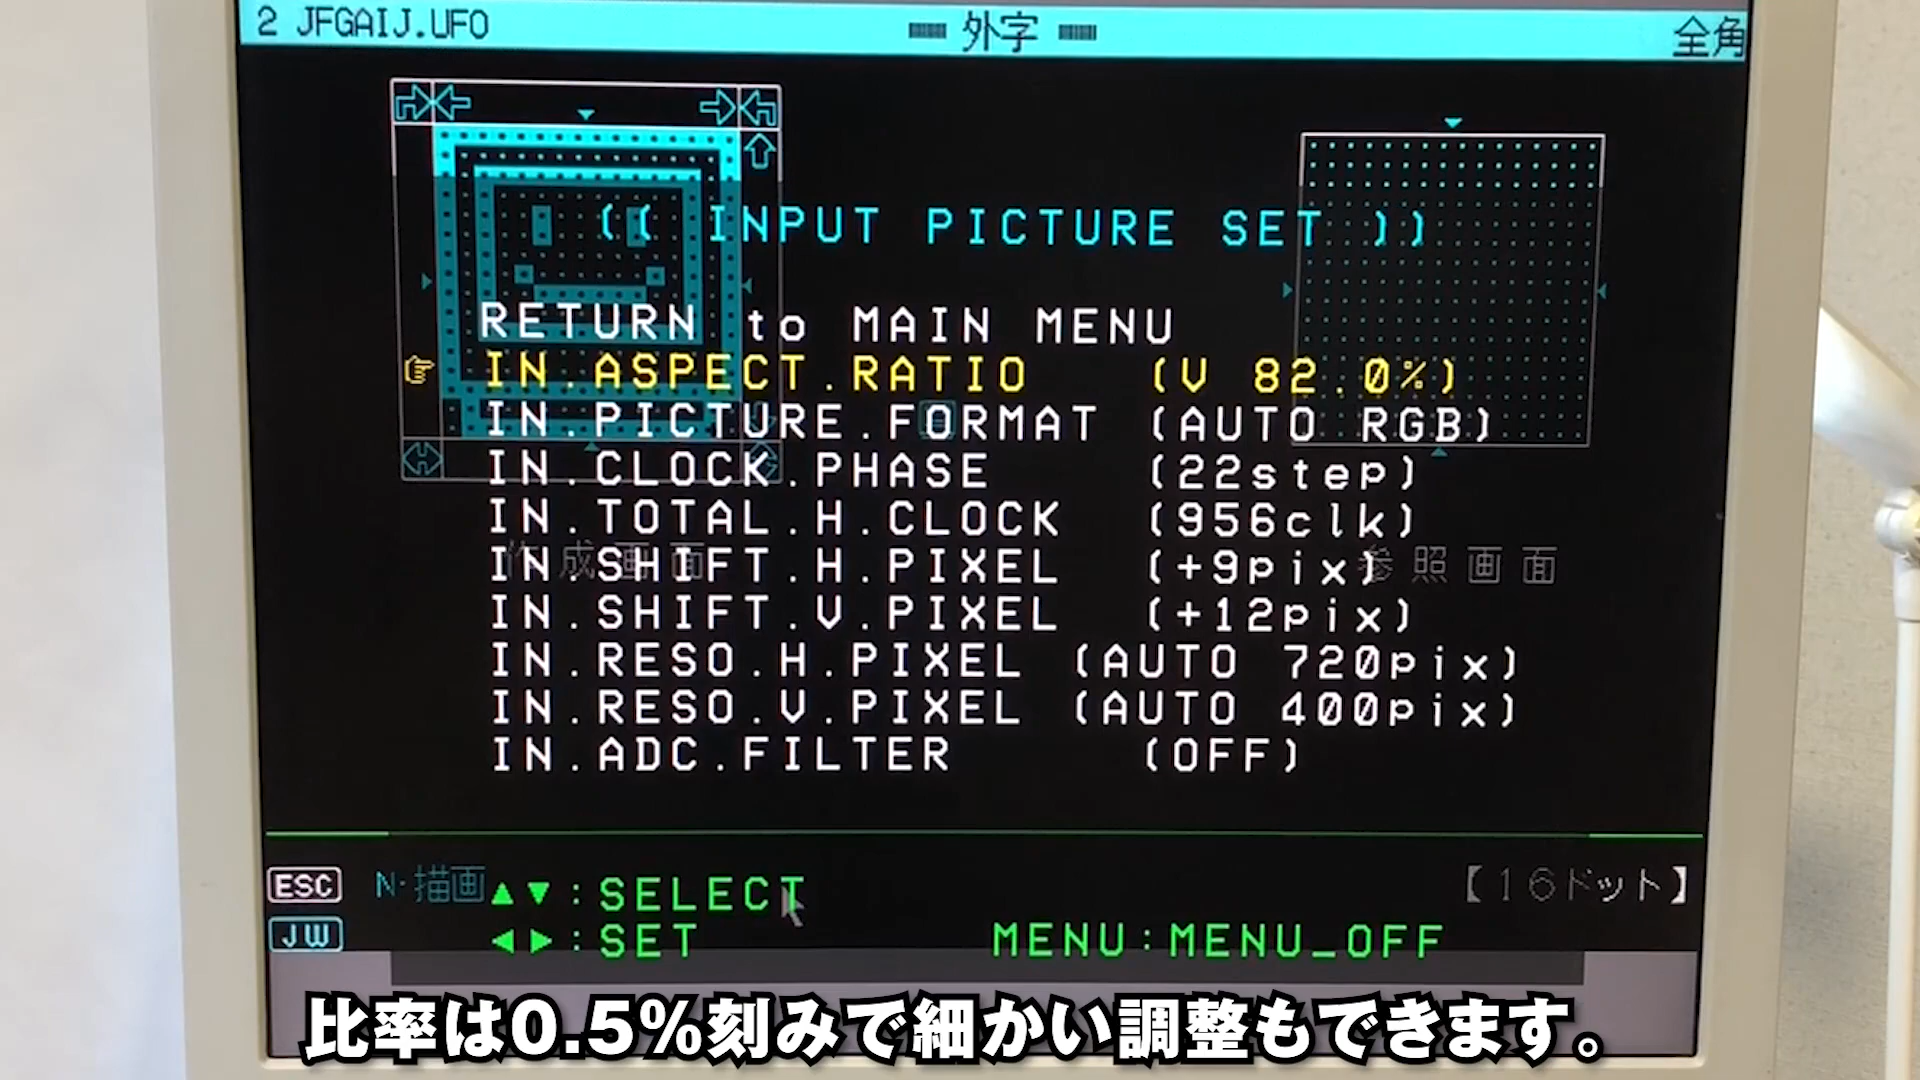 2 JFGAIJ.UFO 外字 全角
(( INPUT PICTURE SET ))
RETURN to MAIN MENU
IN.ASPECT.RATIO (V 82.0%)
IN.PICTURE.FORMAT (AUTO RGB)
IN.CLOCK.PHASE (22step)
IN.TOTAL.H.CLOCK (956clk)
作成画面 参照画面
IN.SHIFT.H.PIXEL (+9pix)
IN.SHIFT.V.PIXEL (+12pix)
IN.RESO.H.PIXEL (AUTO 720pix)
IN.RESO.V.PIXEL (AUTO 400pix)
IN.ADC.FILTER (OFF)
ESC N・描画 ▲▼:SELECT 【16ドット】
JW ◀▶:SET MENU:MENU_OFF
比率は0.5%刻みで細かい調整もできます。